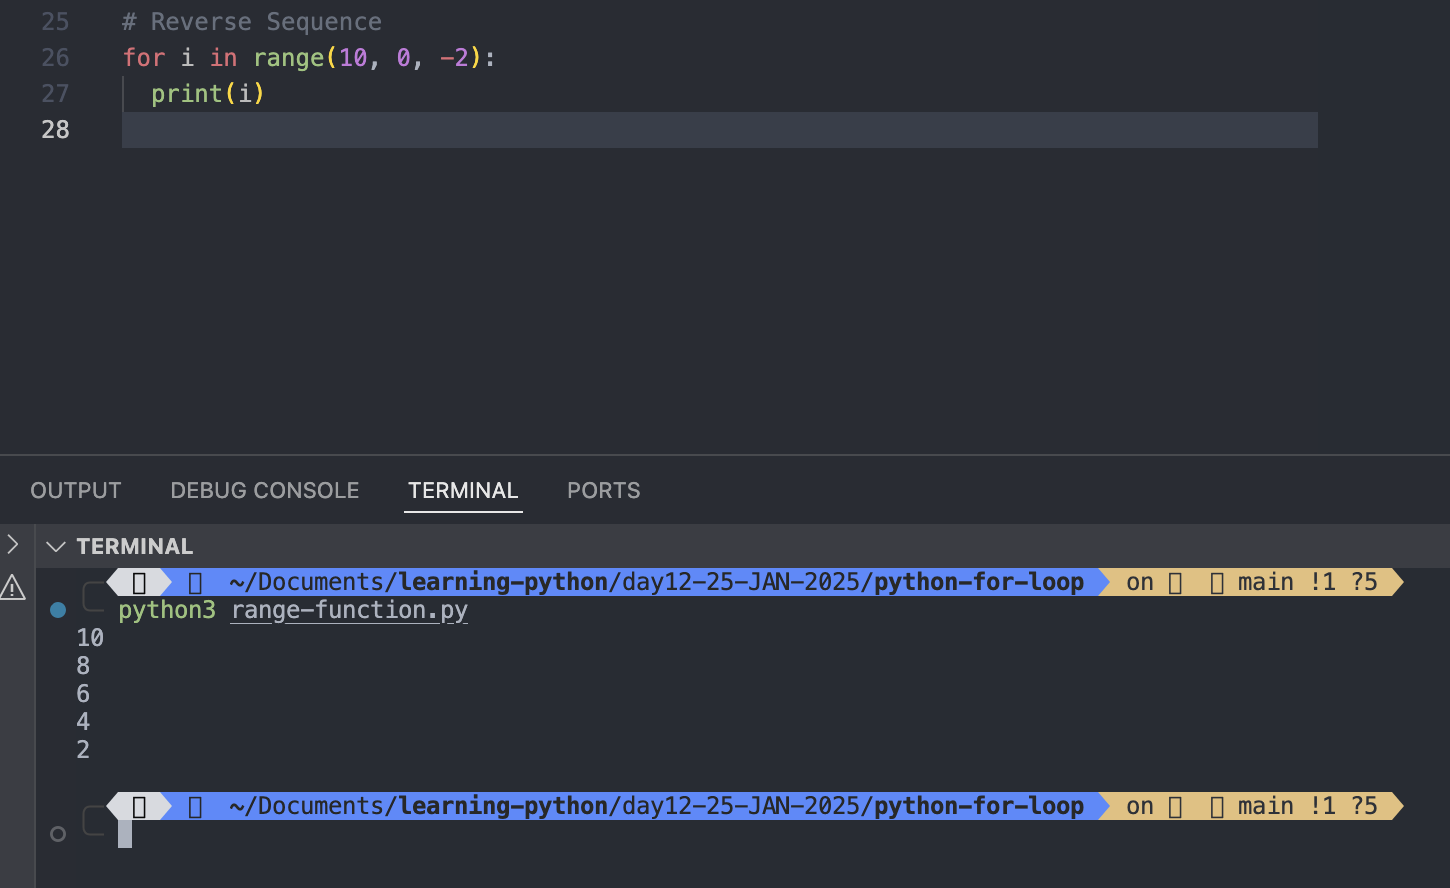 25 # Reverse Sequence
26 for i in range(10, 0, -2):
27   print(i)
28
OUTPUT DEBUG CONSOLE TERMINAL PORTS
TERMINAL
~/Documents/learning-python/day12-25-JAN-2025/python-for-loop on main !1 ?5
python3 range-function.py
10
8
6
4
2
~/Documents/learning-python/day12-25-JAN-2025/python-for-loop on main !1 ?5